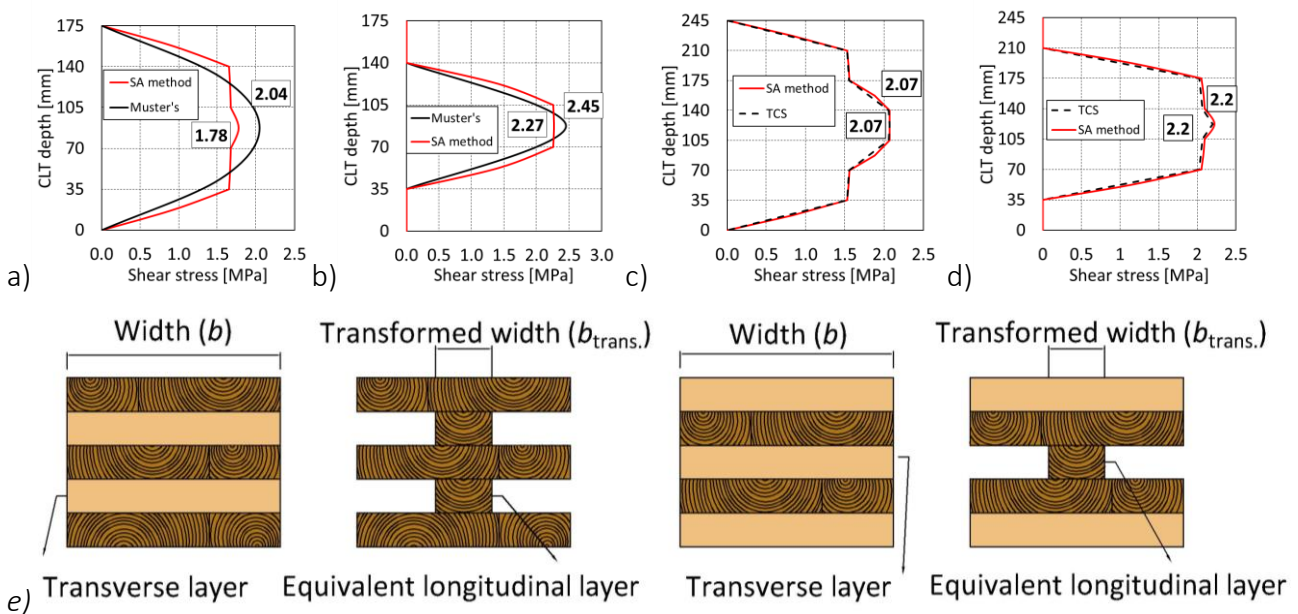 175
140
105
70
35
0
CLT depth [mm]
SA method
Muster's
2.04
1.78
0.0 0.5 1.0 1.5 2.0 2.5
Shear stress [MPa]
a)
175
140
105
70
35
0
CLT depth [mm]
Muster's
SA method
2.45
2.27
0.0 0.5 1.0 1.5 2.0 2.5 3.0
Shear stress [MPa]
b)
245
210
175
140
105
70
35
0
CLT depth [mm]
SA method
TCS
2.07
2.07
0.0 0.5 1.0 1.5 2.0 2.5
Shear stress [MPa]
c)
245
210
175
140
105
70
35
0
CLT depth [mm]
TCS
SA method
2.2
2.2
0 0.5 1 1.5 2 2.5
Shear stress [MPa]
d)
Width (b)
Transformed width (btrans.)
Width (b)
Transformed width (btrans.)
Transverse layer
Equivalent longitudinal layer
Transverse layer
Equivalent longitudinal layer
e)